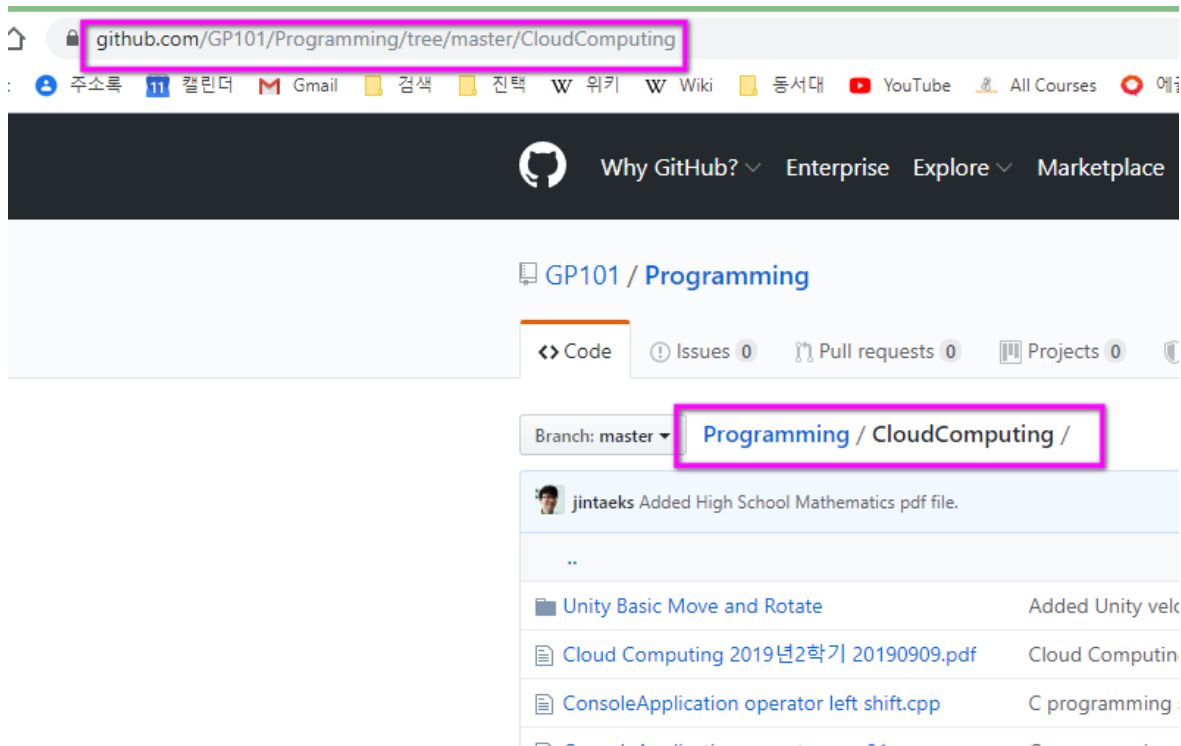 github.com/GP101/Programming/tree/master/CloudComputing
주소록 11 캘린더 Gmail 검색 진택 W 위키 W Wiki 동서대 YouTube All Courses
Why GitHub? Enterprise Explore Marketplace
GP101 / Programming
<> Code Issues 0 Pull requests 0 Projects 0
Branch: master Programming / CloudComputing /
jintaeks Added High School Mathematics pdf file.
..
Unity Basic Move and Rotate Added Unity velo
Cloud Computing 2019년2학기 20190909.pdf Cloud Computing
ConsoleApplication operator left shift.cpp C programming